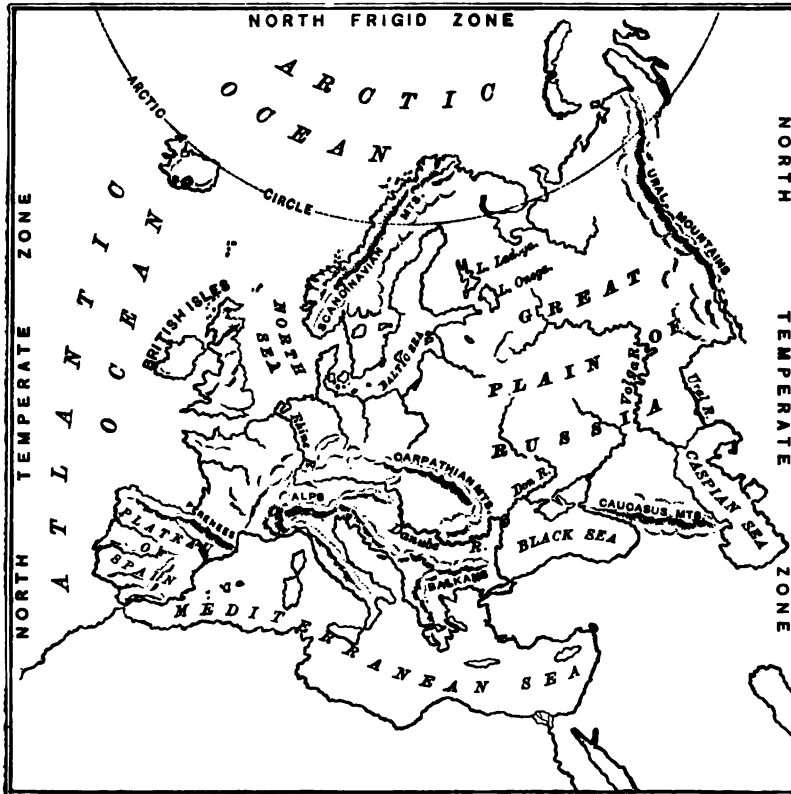 NORTH FRIGID ZONE
ARCTIC
OCEAN
ARCTIC
CIRCLE
NORTH TEMPERATE ZONE
ATLANTIC
OCEAN
NORTH TEMPERATE ZONE
URAL MOUNTAINS
SCANDINAVIAN MTS.
L. Onega.
BRITISH ISLES
NORTH
SEA
BALTIC SEA
GREAT
PLAIN OF
RUSSIA
Volga R.
Ural R.
Rhine R.
CARPATHIAN MTS.
Don R.
CASPIAN SEA
CAUCASUS MTS.
ALPS
PYRENEES
PLATEAU
OF
SPAIN
BLACK SEA
BALKANS
MEDITERRANEAN SEA